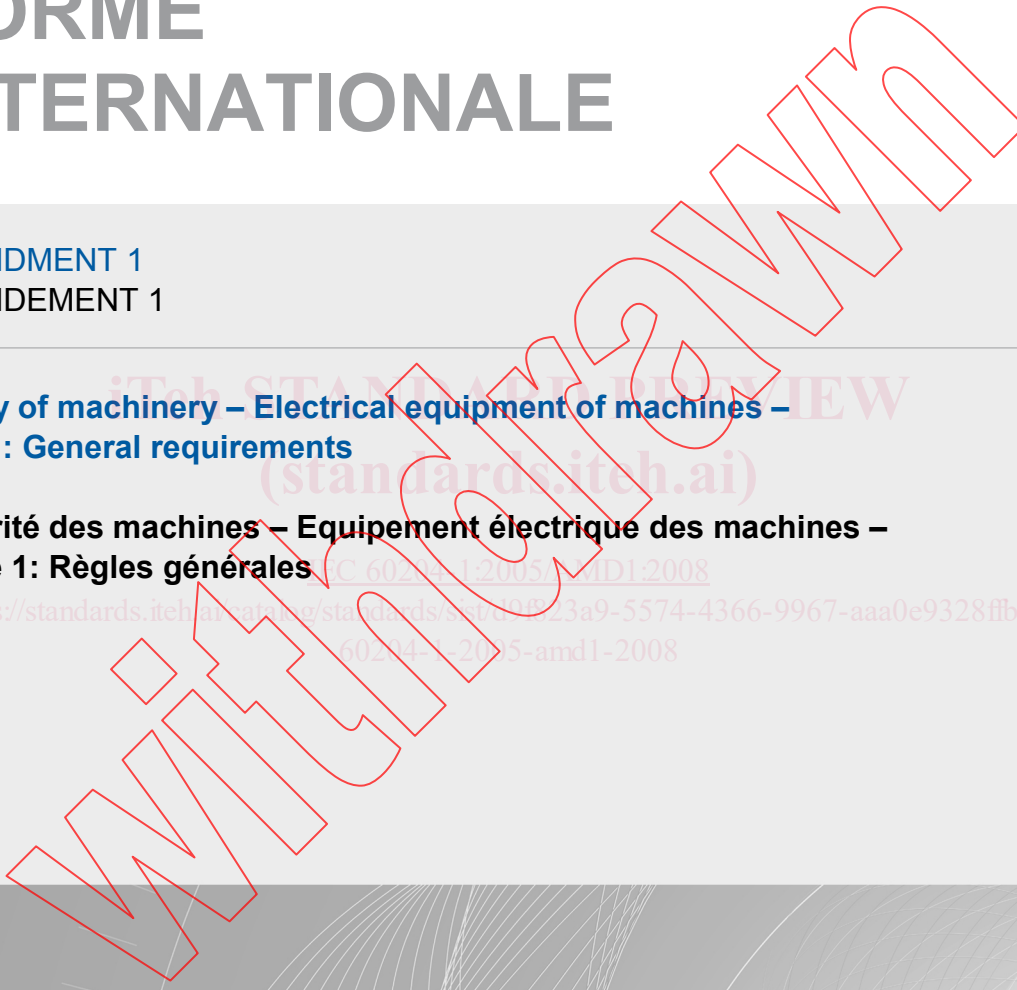 ORME
TERNATIONALE
NDMENT 1
NDEMENT 1
iTeh STANDARD PREVIEW
y of machinery – Electrical equipment of machines –
: General requirements
(standards.iteh.ai)
rité des machines – Equipement électrique des machines –
e 1: Règles générales
IEC 60204-1:2005/AMD1:2008
s://standards.iteh.ai/catalog/standards/sist/d9f823a9-5574-4366-9967-aaa0e9328ffb
60204-1-2005-amd1-2008
withdrawn